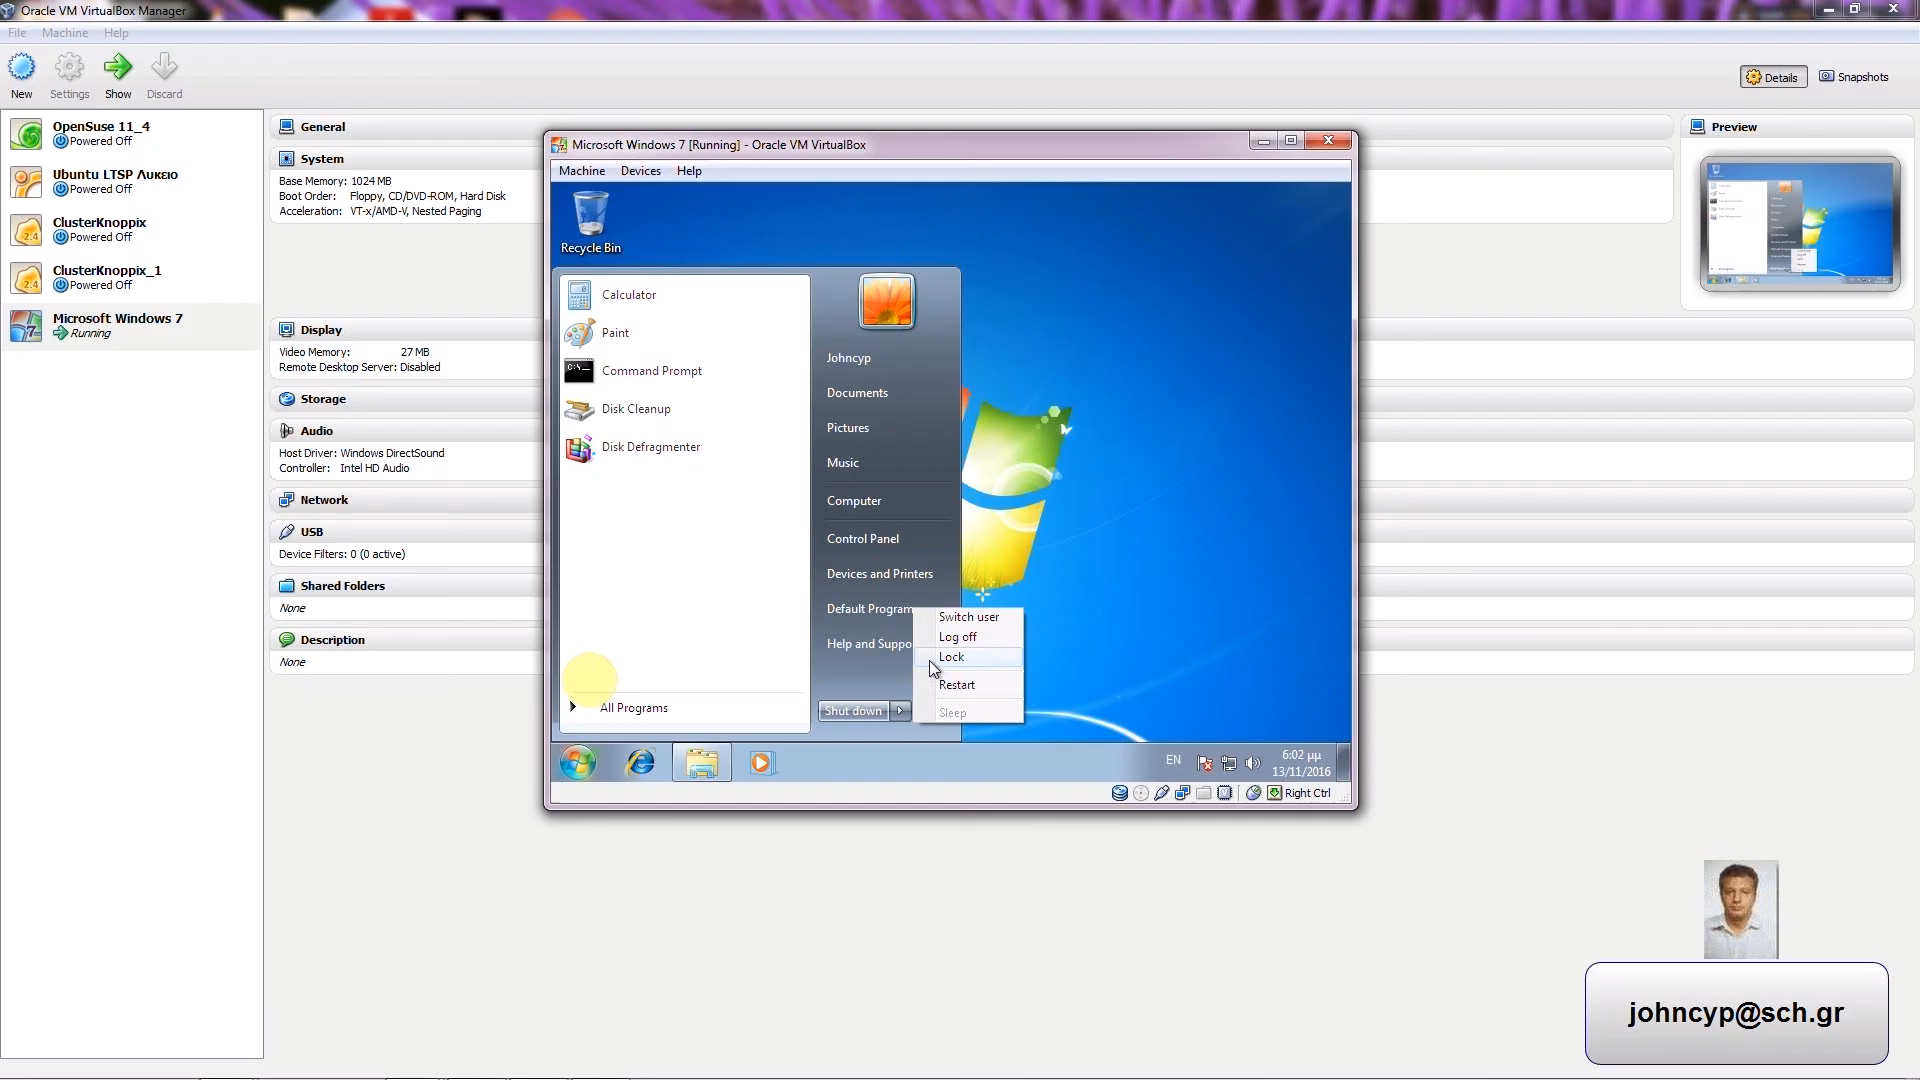 Oracle VM VirtualBox Manager
File Machine Help
New Settings Show Discard
Details Snapshots
OpenSuse 11_4
Powered Off
Ubuntu LTSP Λυκειο
Powered Off
ClusterKnoppix
Powered Off
ClusterKnoppix_1
Powered Off
Microsoft Windows 7
Running
General
System
Base Memory: 1024 MB
Boot Order: Floppy, CD/DVD-ROM, Hard Disk
Acceleration: VT-x/AMD-V, Nested Paging
Display
Video Memory: 27 MB
Remote Desktop Server: Disabled
Storage
Audio
Host Driver: Windows DirectSound
Controller: Intel HD Audio
Network
USB
Device Filters: 0 (0 active)
Shared Folders
None
Description
None
Preview
Microsoft Windows 7 [Running] - Oracle VM VirtualBox
Machine Devices Help
Recycle Bin
Calculator
Paint
Command Prompt
Disk Cleanup
Disk Defragmenter
All Programs
Johncyp
Documents
Pictures
Music
Computer
Control Panel
Devices and Printers
Default Program
Help and Suppo
Shut down
Switch user
Log off
Lock
Restart
Sleep
EN
6:02 μμ
13/11/2016
Right Ctrl
johncyp@sch.gr